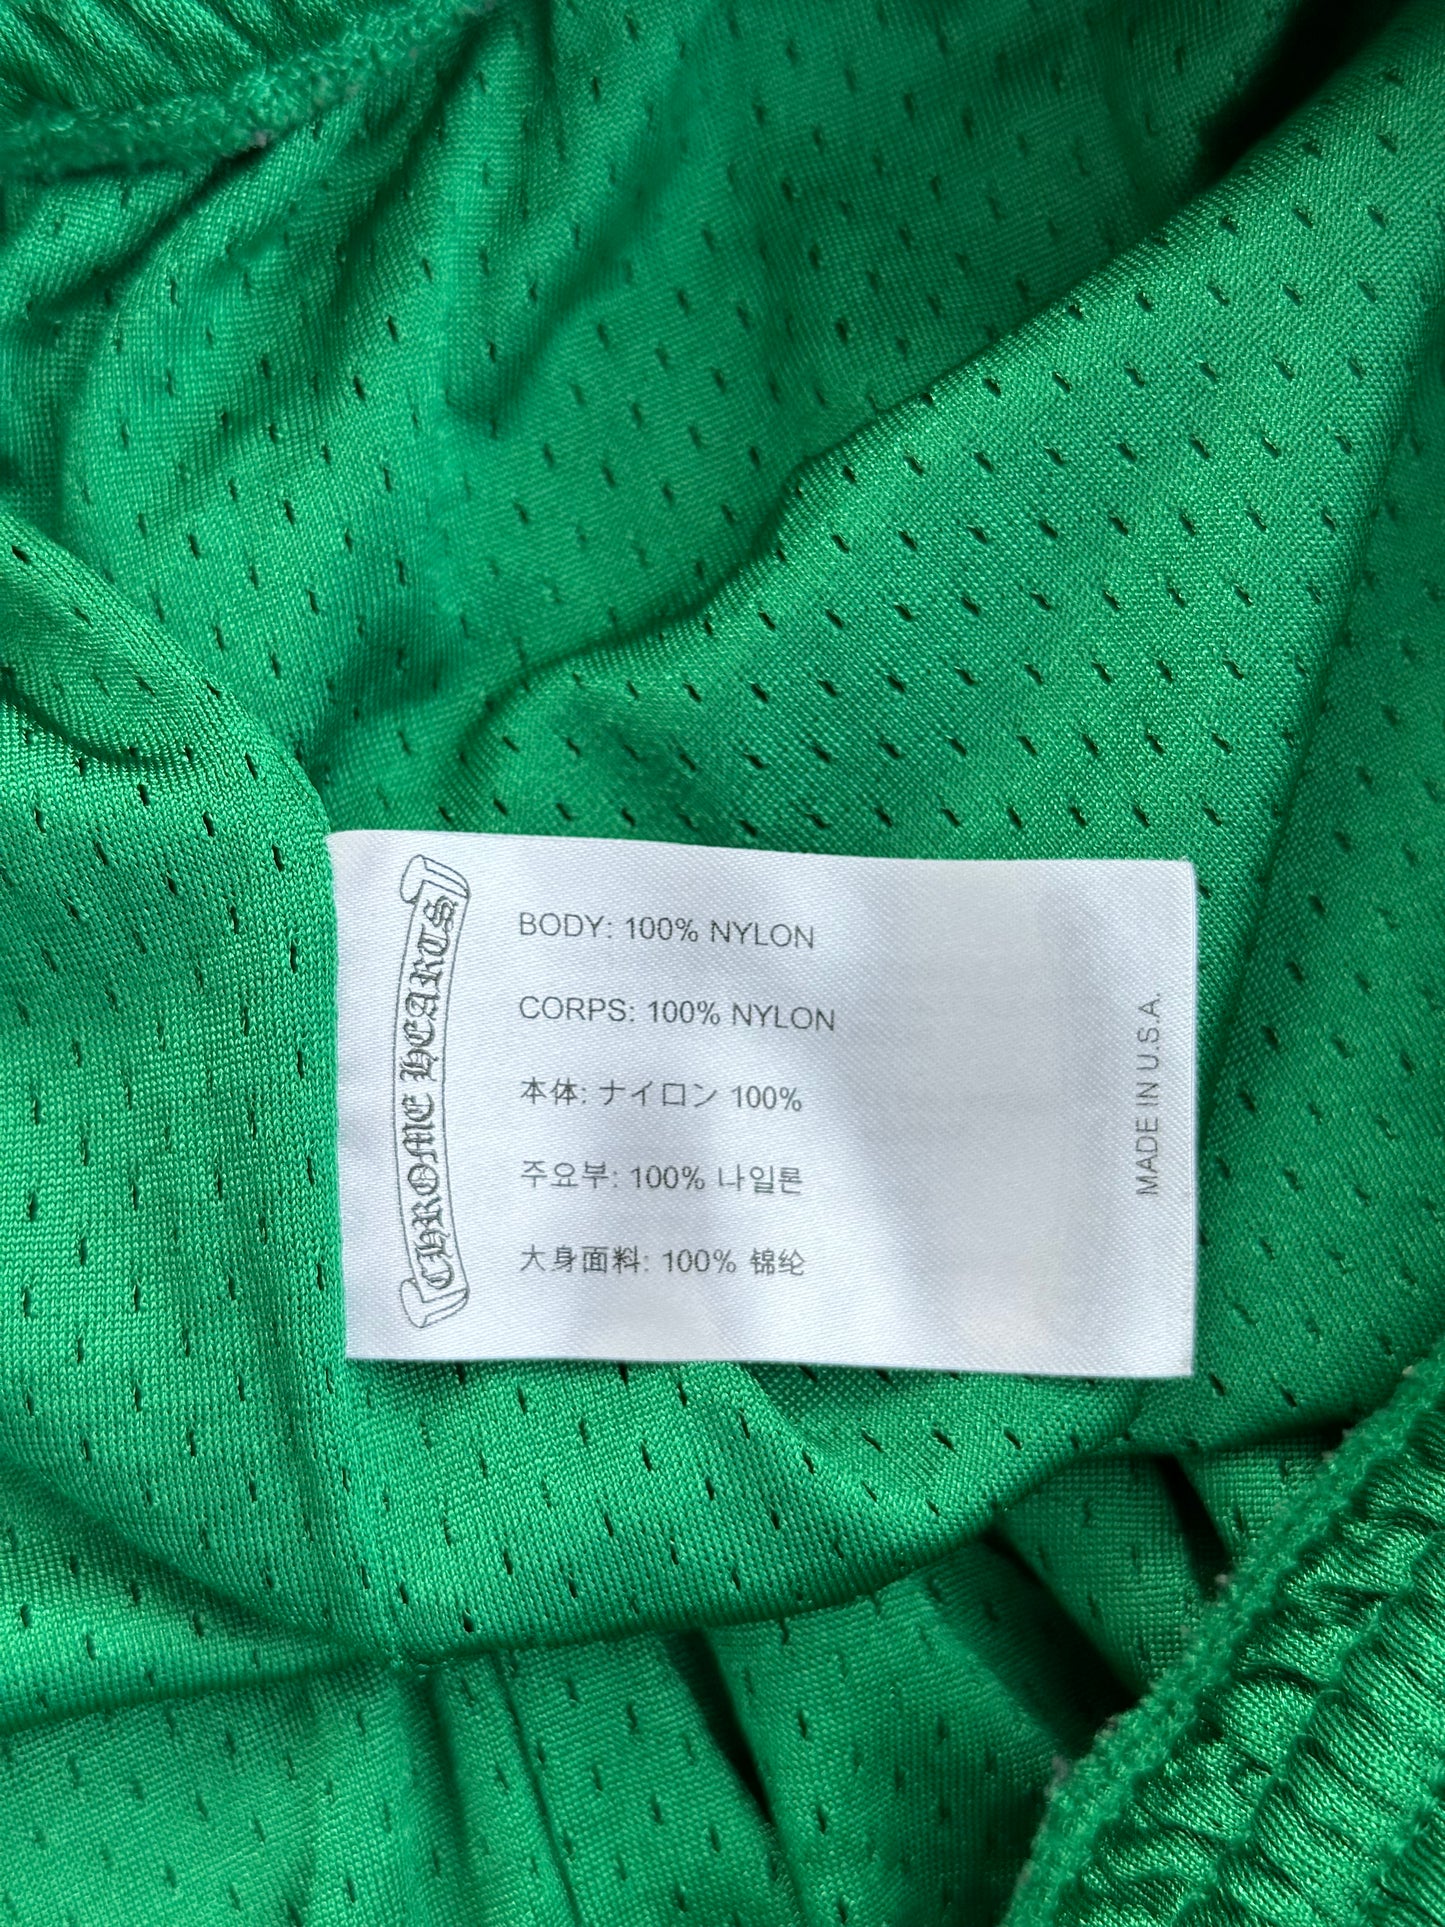 CHROME HEARTS
BODY: 100% NYLON
CORPS: 100% NYLON
本体: ナイロン 100%
주요부: 100% 나일론
大身面料: 100% 锦纶
MADE IN U.S.A.